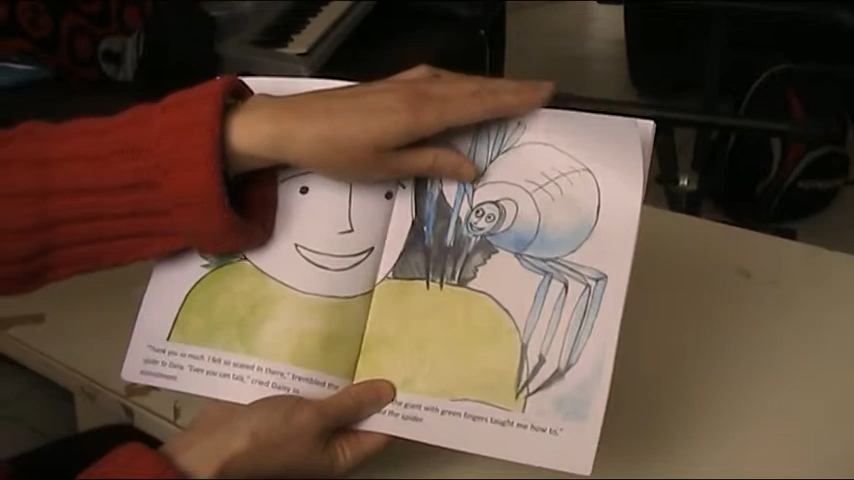 "Thank you so much. I felt so scared in there," trembled the
spider to Daisy. "Even you can talk," cried Daisy in
astonishment.
the giant with green fingers taught me how to,"
the spider.